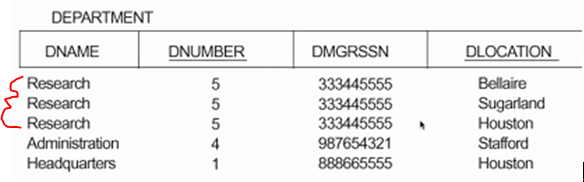 DEPARTMENT
DNAME DNUMBER DMGRSSN DLOCATION
Research 5 333445555 Bellaire
Research 5 333445555 Sugarland
Research 5 333445555 Houston
Administration 4 987654321 Stafford
Headquarters 1 888665555 Houston